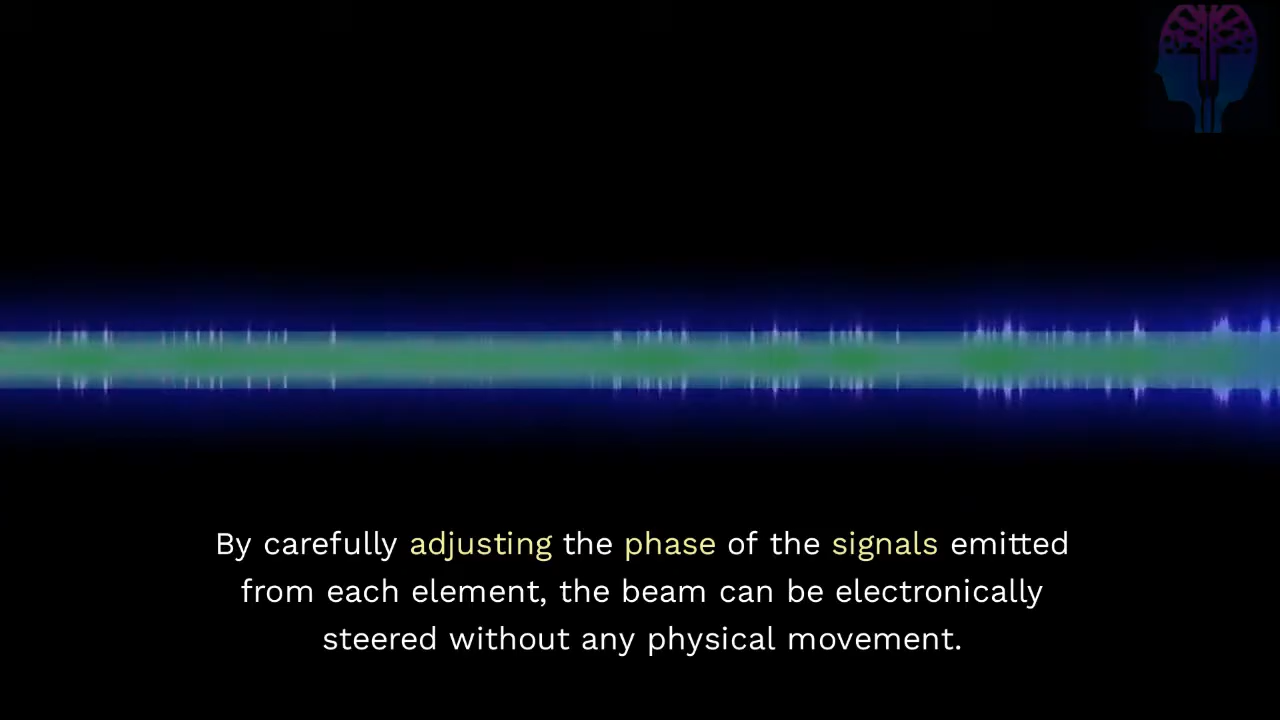 By carefully adjusting the phase of the signals emitted
from each element, the beam can be electronically
steered without any physical movement.